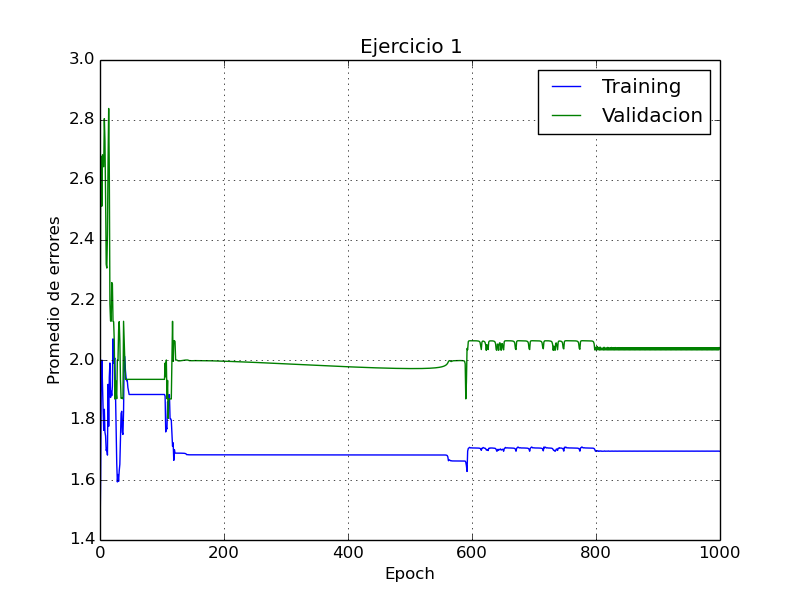 Ejercicio 1
Training
Validacion
Promedio de errores
3.0
2.8
2.6
2.4
2.2
2.0
1.8
1.6
1.4
0 200 400 600 800 1000
Epoch